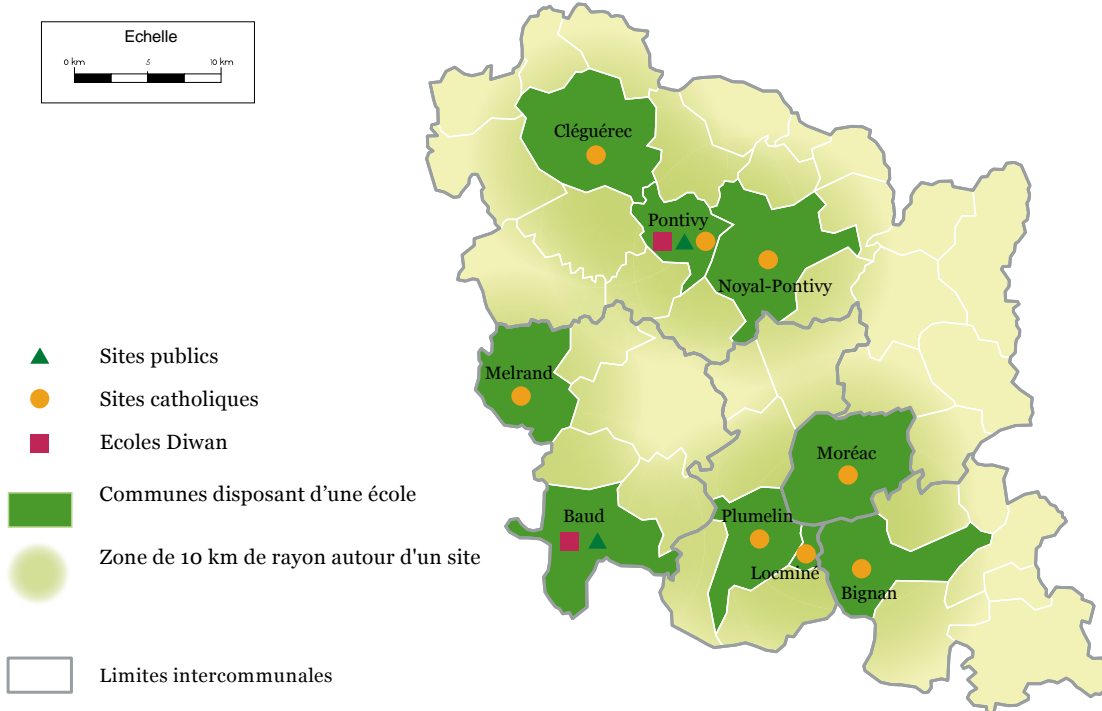 Echelle
0 km 5 10 km
Cléguérec
Pontivy
Noyal-Pontivy
Melrand
Moréac
Baud
Plumelin
Locminé
Bignan
Sites publics
Sites catholiques
Ecoles Diwan
Communes disposant d’une école
Zone de 10 km de rayon autour d'un site
Limites intercommunales